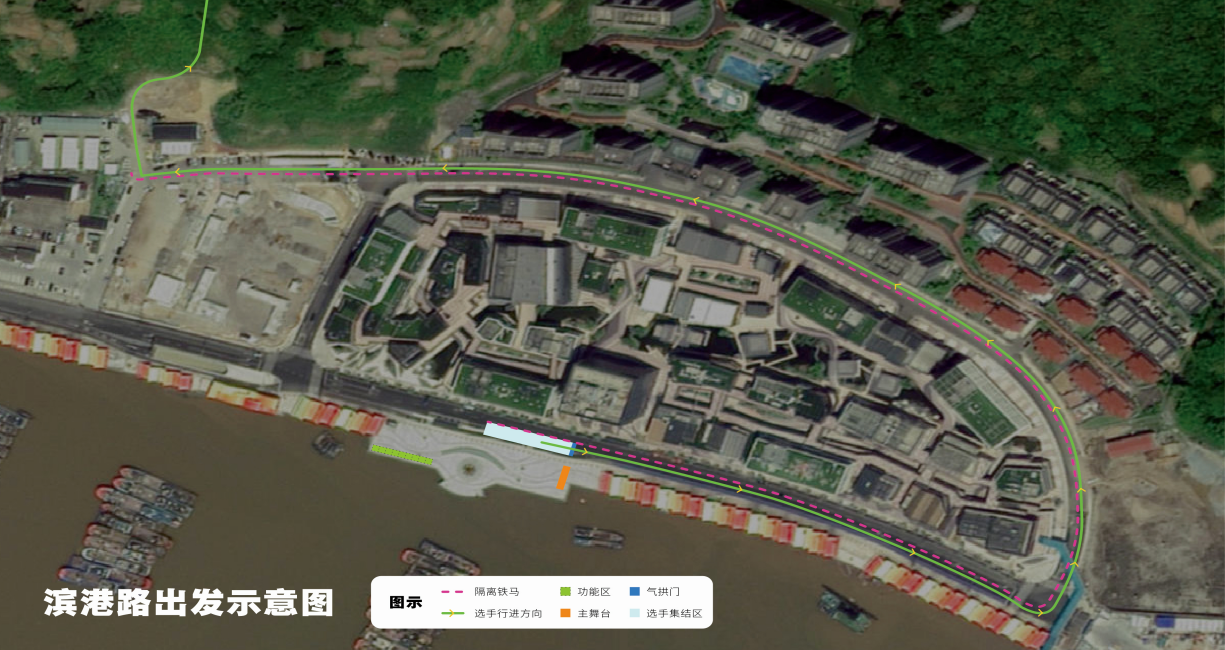 滨港路出发示意图
图示
隔离铁马
功能区
气拱门
选手行进方向
主舞台
选手集结区